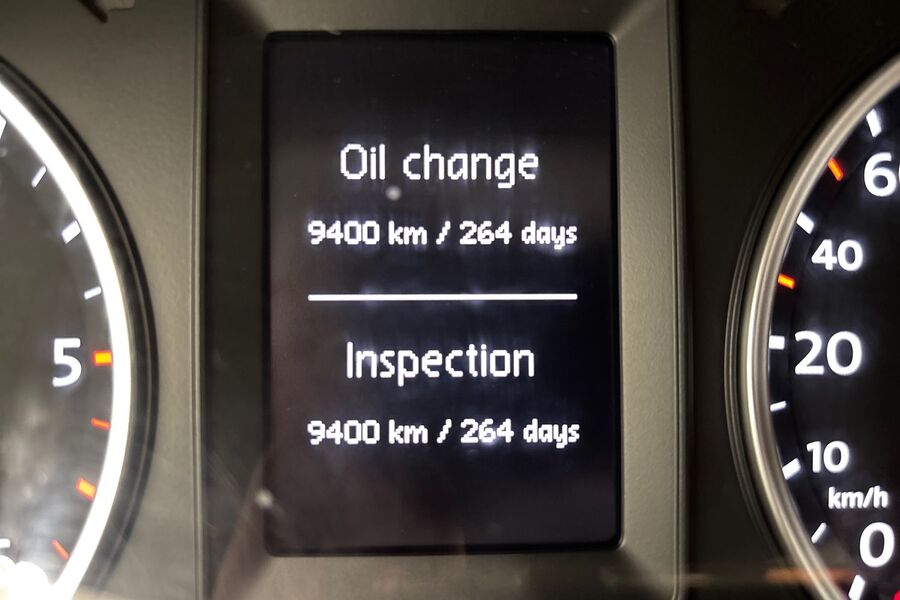 Oil change
9400 km / 264 days
Inspection
9400 km / 264 days
5
60
40
20
10
km/h
0